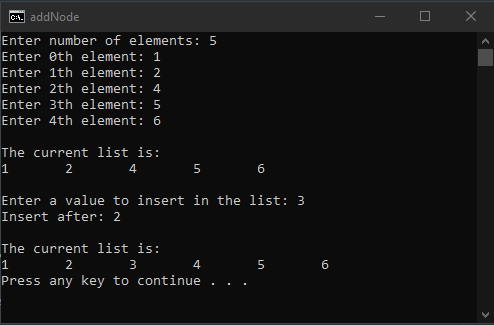 addNode
Enter number of elements: 5
Enter 0th element: 1
Enter 1th element: 2
Enter 2th element: 4
Enter 3th element: 5
Enter 4th element: 6
The current list is:
1 2 4 5 6
Enter a value to insert in the list: 3
Insert after: 2
The current list is:
1 2 3 4 5 6
Press any key to continue . . .